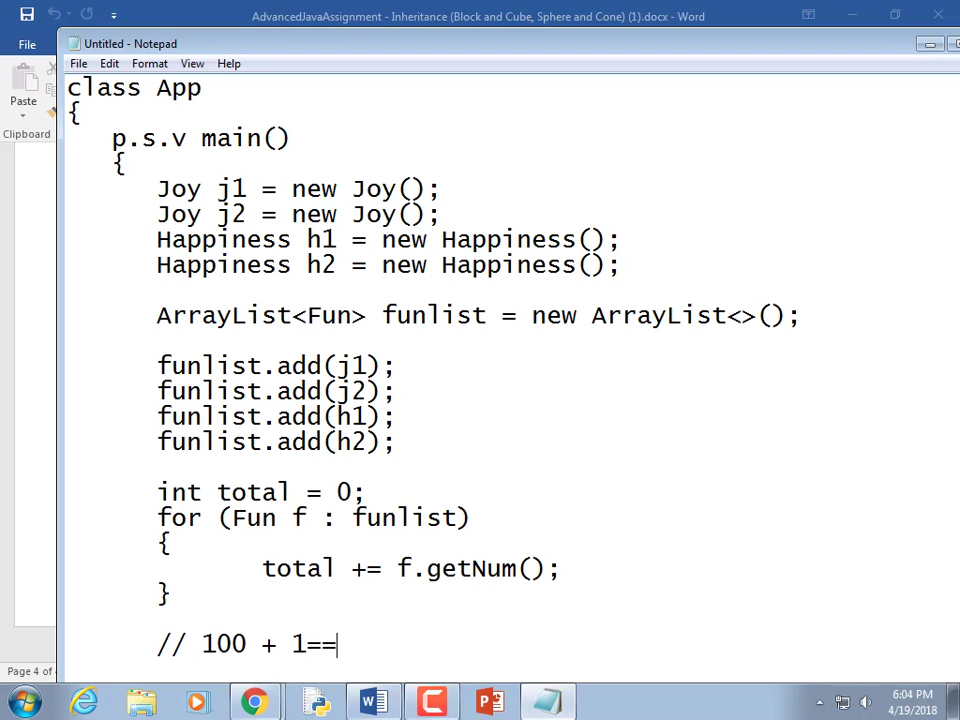 AdvancedJavaAssignment - Inheritance (Block and Cube, Sphere and Cone) (1).docx - Word
File
Untitled - Notepad
File Edit Format View Help
Paste
Clipboard
class App
{
p.s.v main()
{
Joy j1 = new Joy();
Joy j2 = new Joy();
Happiness h1 = new Happiness();
Happiness h2 = new Happiness();
ArrayList<Fun> funlist = new ArrayList<>();
funlist.add(j1);
funlist.add(j2);
funlist.add(h1);
funlist.add(h2);
int total = 0;
for (Fun f : funlist)
{
total += f.getNum();
}
// 100 + 1==
Page 4 of
6:04 PM
4/19/2018